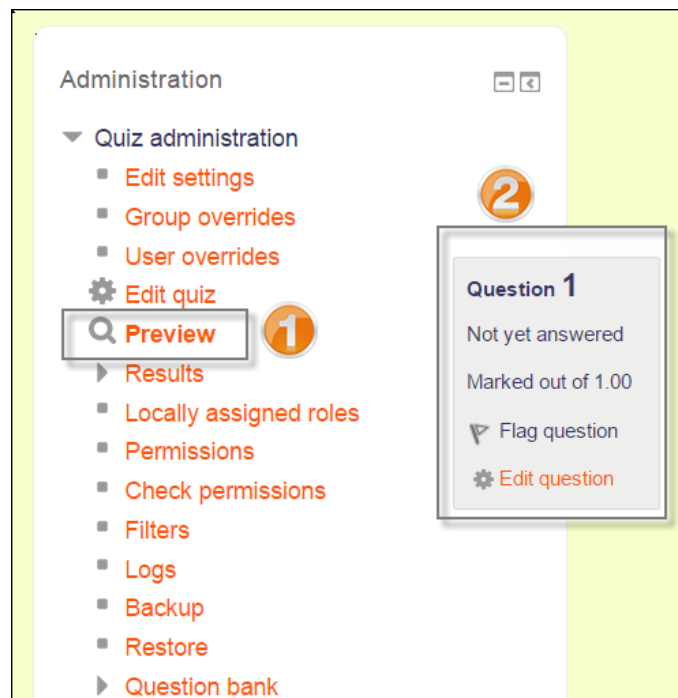 Administration
Quiz administration
Edit settings
Group overrides
User overrides
Edit quiz
Preview
Results
Locally assigned roles
Permissions
Check permissions
Filters
Logs
Backup
Restore
Question bank
1
2
Question 1
Not yet answered
Marked out of 1.00
Flag question
Edit question